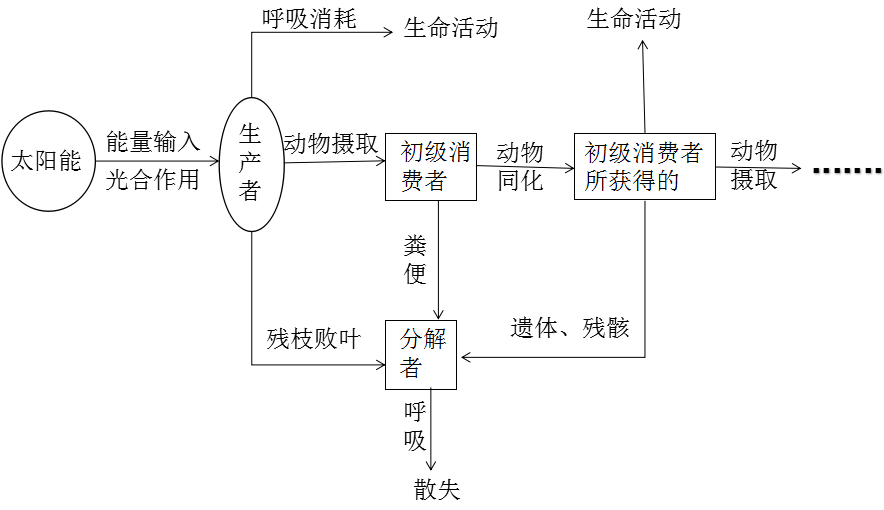 呼吸消耗
生命活动
生命活动
太阳能
能量输入
光合作用
生
产
者
动物摄取
初级消
费者
动物
同化
初级消费者
所获得的
动物
摄取
.......
粪
便
残枝败叶
分解
者
遗体、残骸
呼
吸
散失